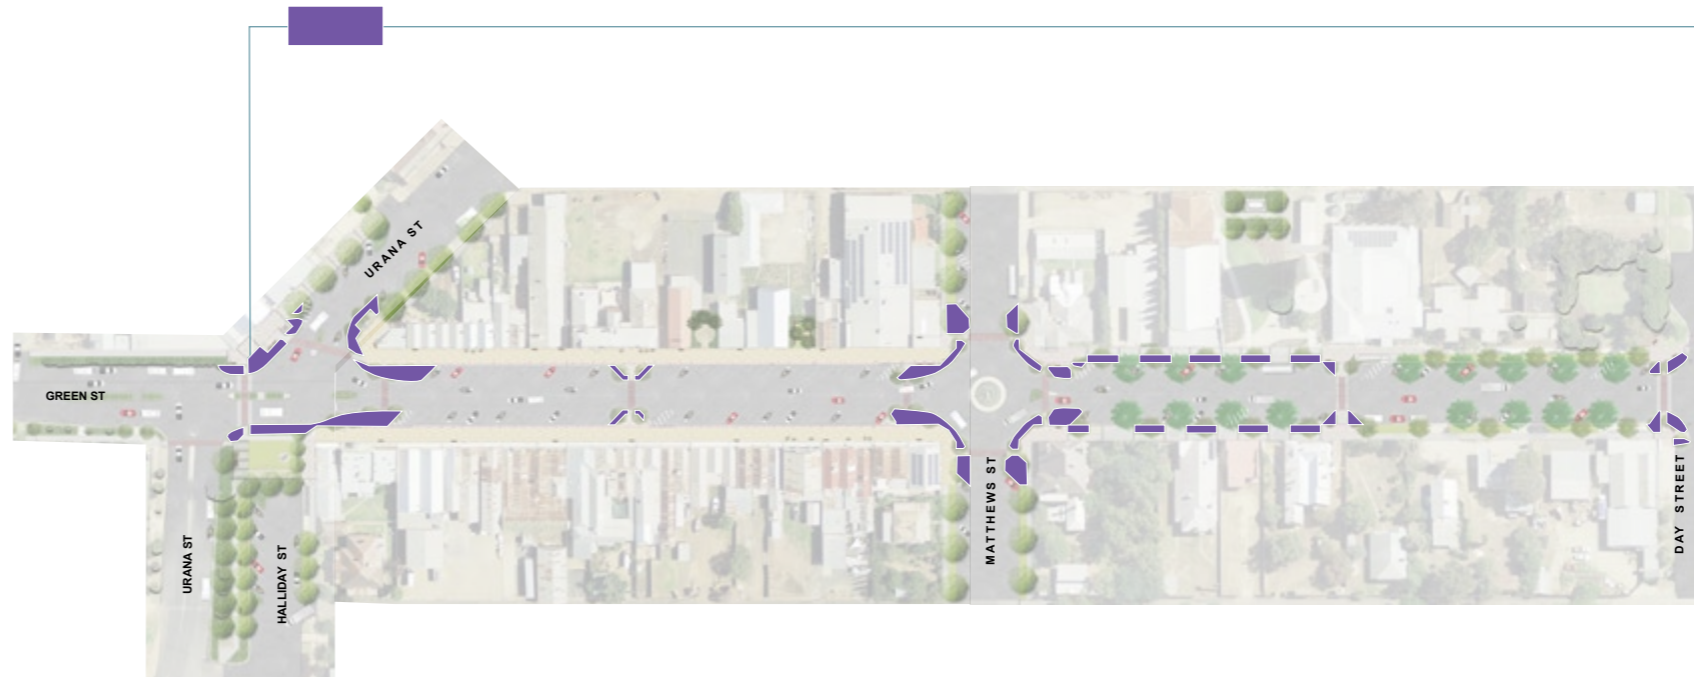 URANA ST
GREEN ST
MATTHEWS ST
DAY STREET
URANA ST
HALLIDAY ST